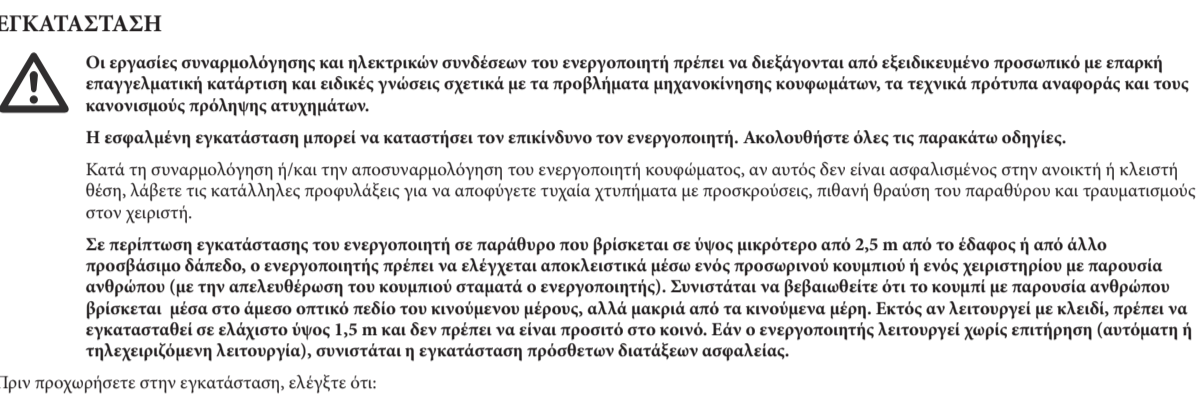 ΕΓΚΑΤΑΣΤΑΣΗ
Οι εργασίες συναρμολόγησης και ηλεκτρικών συνδέσεων του ενεργοποιητή πρέπει να διεξάγονται από εξειδικευμένο προσωπικό με επαρκή
επαγγελματική κατάρτιση και ειδικές γνώσεις σχετικά με τα προβλήματα μηχανοκίνησης κουφωμάτων, τα τεχνικά πρότυπα αναφοράς και τους
κανονισμούς πρόληψης ατυχημάτων.
Η εσφαλμένη εγκατάσταση μπορεί να καταστήσει τον επικίνδυνο τον ενεργοποιητή. Ακολουθήστε όλες τις παρακάτω οδηγίες.
Κατά τη συναρμολόγηση ή/και την αποσυναρμολόγηση του ενεργοποιητή κουφώματος, αν αυτός δεν είναι ασφαλισμένος στην ανοικτή ή κλειστή
θέση, λάβετε τις κατάλληλες προφυλάξεις για να αποφύγετε τυχαία χτυπήματα με προσκρούσεις, πιθανή θραύση του παραθύρου και τραυματισμούς
στον χειριστή.
Σε περίπτωση εγκατάστασης του ενεργοποιητή σε παράθυρο που βρίσκεται σε ύψος μικρότερο από 2,5 m από το έδαφος ή από άλλο
προσβάσιμο δάπεδο, ο ενεργοποιητής πρέπει να ελέγχεται αποκλειστικά μέσω ενός προσωρινού κουμπιού ή ενός χειριστηρίου με παρουσία
ανθρώπου (με την απελευθέρωση του κουμπιού σταματά ο ενεργοποιητής). Συνιστάται να βεβαιωθείτε ότι το κουμπί με παρουσία ανθρώπου
βρίσκεται μέσα στο άμεσο οπτικό πεδίο του κινούμενου μέρους, αλλά μακριά από τα κινούμενα μέρη. Εκτός αν λειτουργεί με κλειδί, πρέπει να
εγκατασταθεί σε ελάχιστο ύψος 1,5 m και δεν πρέπει να είναι προσιτό στο κοινό. Εάν ο ενεργοποιητής λειτουργεί χωρίς επιτήρηση (αυτόματη ή
τηλεχειριζόμενη λειτουργία), συνιστάται η εγκατάσταση πρόσθετων διατάξεων ασφαλείας.
Πριν προχωρήσετε στην εγκατάσταση, ελέγξτε ότι: